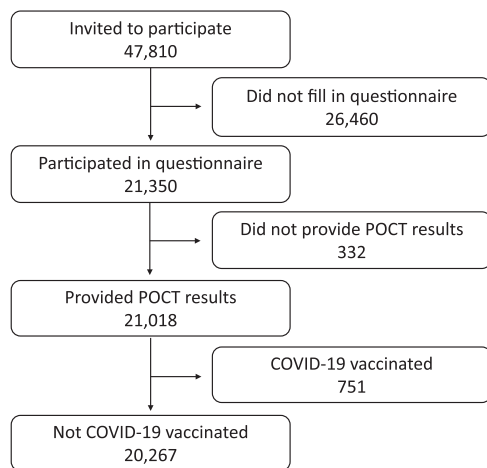 Invited to participate
47,810
Did not fill in questionnaire
26,460
Participated in questionnaire
21,350
Did not provide POCT results
332
Provided POCT results
21,018
COVID-19 vaccinated
751
Not COVID-19 vaccinated
20,267